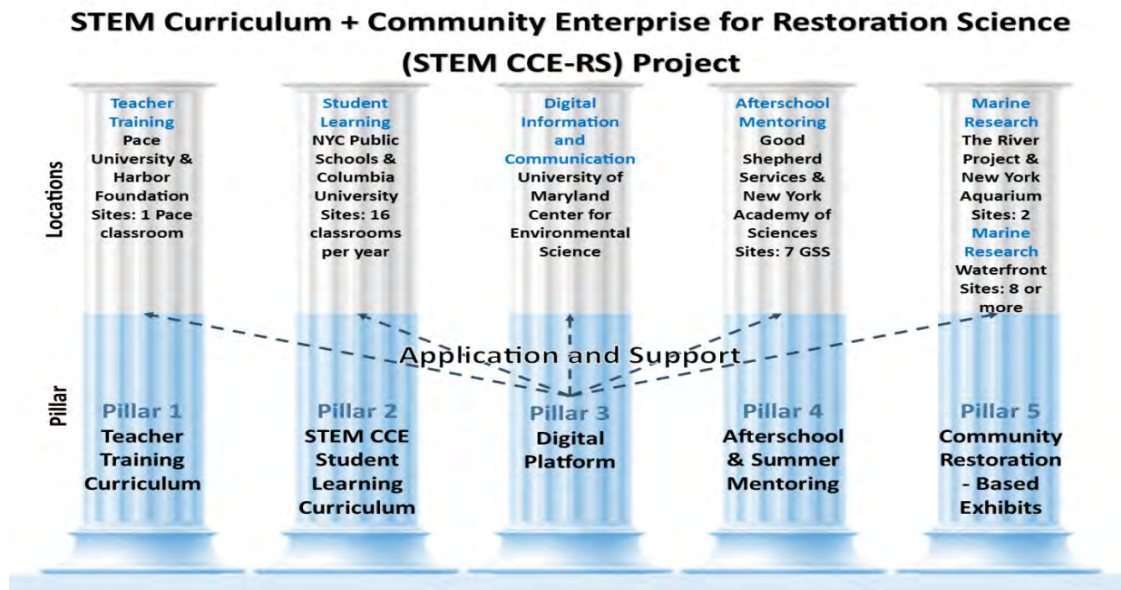 STEM Curriculum + Community Enterprise for Restoration Science
(STEM CCE-RS) Project
Locations
Teacher
Training
Pace
University &
Harbor
Foundation
Sites: 1 Pace
classroom
Student
Learning
NYC Public
Schools &
Columbia
University
Sites: 16
classrooms
per year
Digital
Information
and
Communication
University of
Maryland
Center for
Environmental
Science
Afterschool
Mentoring
Good
Shepherd
Services &
New York
Academy of
Sciences
Sites: 7 GSS
Marine
Research
The River
Project &
New York
Aquarium
Sites: 2
Marine
Research
Waterfront
Sites: 8 or
more
Application and Support
Pillar
Pillar 1
Teacher
Training
Curriculum
Pillar 2
STEM CCE
Student
Learning
Curriculum
Pillar 3
Digital
Platform
Pillar 4
Afterschool
& Summer
Mentoring
Pillar 5
Community
Restoration
- Based
Exhibits